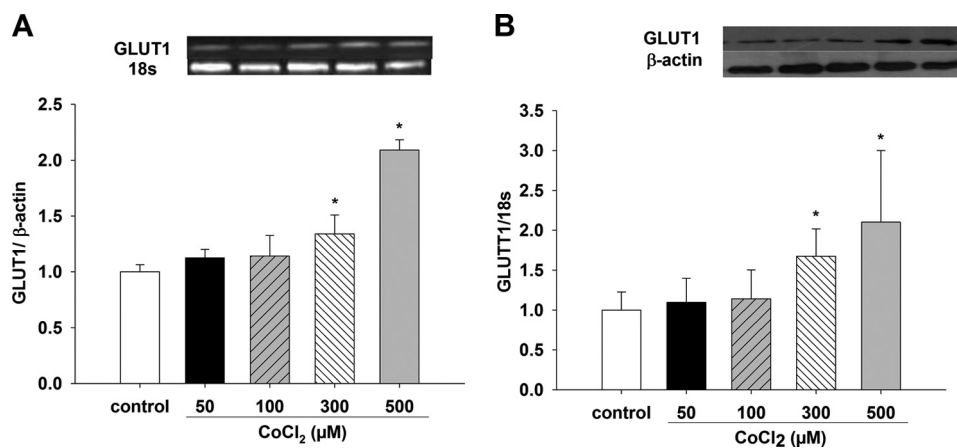 A
GLUT1
18s
2.5
2.0
1.5
1.0
0.5
0.0
GLUT1/ β-actin
*
*
control
50
100
300
500
CoCl₂ (µM)
B
GLUT1
β-actin
3.5
3.0
2.5
2.0
1.5
1.0
0.5
0.0
GLUTT1/18s
*
*
control
50
100
300
500
CoCl2 (µM)